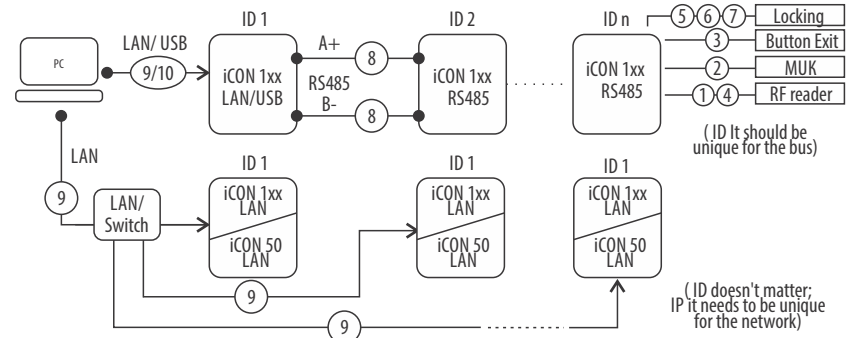 ID 1
ID 2
ID n
5 6 7 Locking
PC
LAN/ USB
9/10
iCON 1xx
LAN/USB
A+
8
RS485
B-
8
iCON 1xx
RS485
iCON 1xx
RS485
3 Button Exit
2 MUK
1 4 RF reader
( ID It should be
unique for the bus)
LAN
9
LAN/
Switch
ID 1
iCON 1xx
LAN
iCON 50
LAN
ID 1
iCON 1xx
LAN
iCON 50
LAN
ID 1
iCON 1xx
LAN
iCON 50
LAN
9
9
( ID doesn't matter;
IP it needs to be unique
for the network)